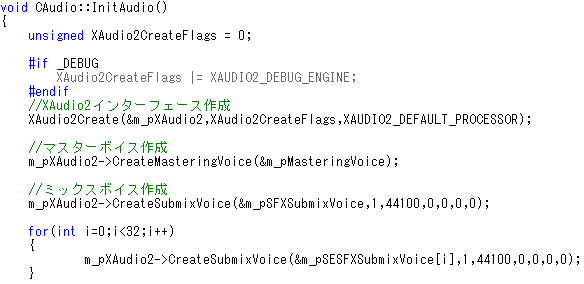 void CAudio::InitAudio()
{
unsigned XAudio2CreateFlags = 0;
#if _DEBUG
XAudio2CreateFlags |= XAUDIO2_DEBUG_ENGINE;
#endif
//XAudio2インターフェース作成
XAudio2Create(&m_pXAudio2,XAudio2CreateFlags,XAUDIO2_DEFAULT_PROCESSOR);
//マスターボイス作成
m_pXAudio2->CreateMasteringVoice(&m_pMasteringVoice);
//ミックスボイス作成
m_pXAudio2->CreateSubmixVoice(&m_pSFXSubmixVoice,1,44100,0,0,0,0);
for(int i=0;i<32;i++)
{
m_pXAudio2->CreateSubmixVoice(&m_pSESFXSubmixVoice[i],1,44100,0,0,0,0);
}